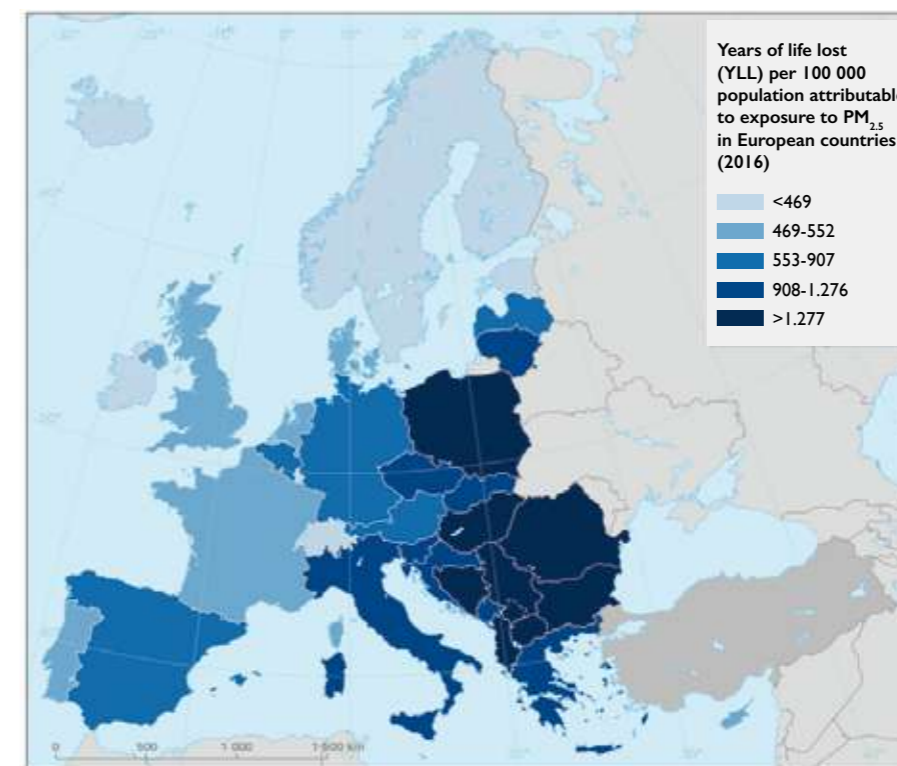 Years of life lost
(YLL) per 100 000
population attributabl
to exposure to PM2.5
in European countries
(2016)
<469
469-552
553-907
908-1.276
>1.277
0 500 1 000 1 500 km